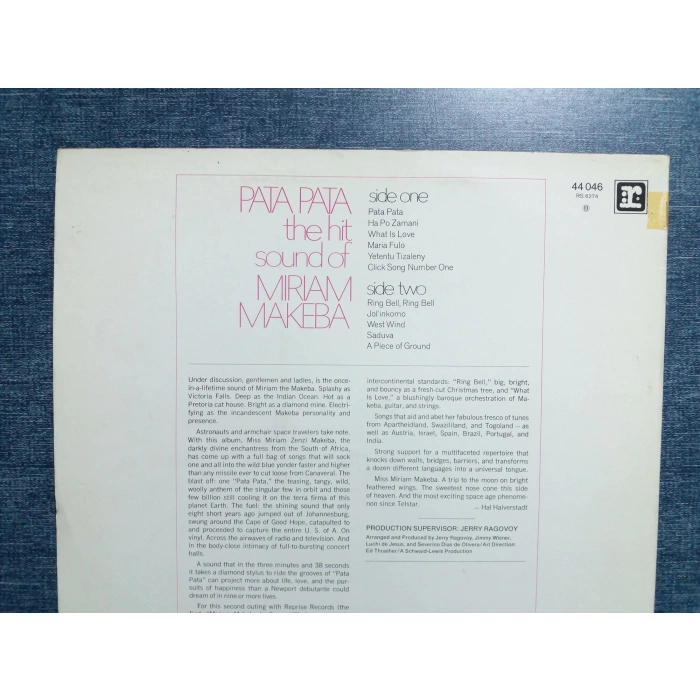 PATA PATA
the hit
sound of
MIRIAM
MAKEBA
side one
Pata Pata
Ha Po Zamani
What Is Love
Maria Fulo
Yetentu Tizaleny
Click Song Number One
side two
Ring Bell, Ring Bell
Jol'inkomo
West Wind
Saduva
A Piece of Ground
44 046
RS 6274
Under discussion, gentlemen and ladies, is the once-
in-a-lifetime sound of Miriam the Makeba. Splashy as
Victoria Falls. Deep as the Indian Ocean. Hot as a
Pretoria cat house. Bright as a diamond mine. Electri-
fying as the incandescent Makeba personality and
presence.
Astronauts and armchair space travelers take note.
With this album, Miss Miriam Zenzi Makeba, the
darkly divine enchantress from the South of Africa,
has come up with a full bag of songs that will sock
one and all into the wild blue yonder faster and higher
than any missile ever to cut loose from Canaveral. The
blast off: one "Pata Pata," the teasing, tangy, wild,
woolly anthem of the singular few in orbit and those
few billion still cooling it on the terra firma of this
planet Earth. The fuel: the shining sound that only
eight short years ago jumped out of Johannesburg,
swung around the Cape of Good Hope, catapulted to
and proceeded to capture the entire U. S. of A. On
vinyl. Across the airwaves of radio and television. And
in the body-close intimacy of full-to-bursting concert
halls.
A sound that in the three minutes and 38 seconds
it takes a diamond stylus to ride the grooves of "Pata
Pata" can project more about life, love, and the pur-
suits of happiness than a Newport debutante could
dream of in nine or more lives.
For this second outing with Reprise Records (the
intercontinental standards: "Ring Bell," big, bright,
and bouncy as a fresh-cut Christmas tree, and "What
Is Love," a blushingly baroque orchestration of Ma-
keba, guitar, and strings.
Songs that aid and abet her fabulous fresco of tunes
from Apartheidland, Swaziliand, and Togoland — as
well as Austria, Israel, Spain, Brazil, Portugal, and
India.
Strong support for a multifaceted repertoire that
knocks down walls, bridges, barriers, and transforms
a dozen different languages into a universal tongue.
Miss Miriam Makeba. A trip to the moon on bright
feathered wings. The sweetest nose cone this side
of heaven. And the most exciting space age phenome-
non since Telstar.
— Hal Halverstadt
PRODUCTION SUPERVISOR: JERRY RAGOVOY
Arranged and Produced by Jerry Ragovoy, Jimmy Wisner,
Luichi de Jesus, and Severino Dias de Olivera/Art Direction:
Ed Thrasher/A Schwaid-Lewis Production